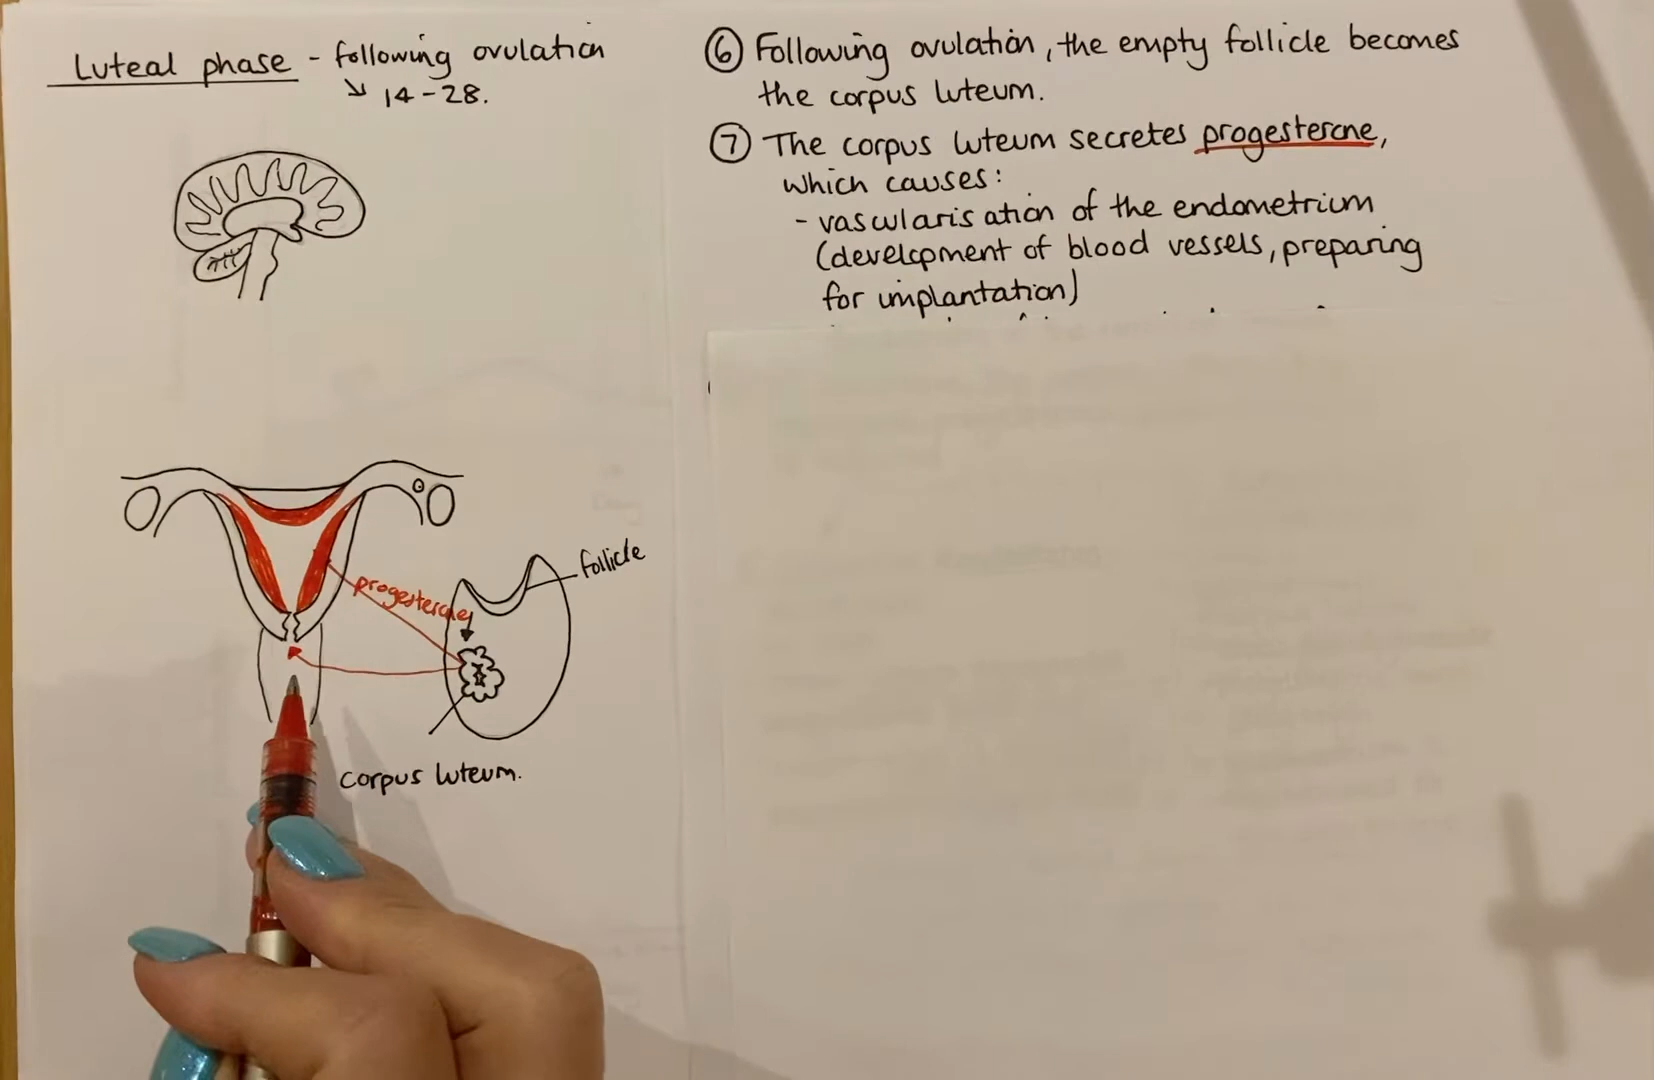 Luteal phase - following ovulation
↘ 14-28.
⑥ Following ovulation, the empty follicle becomes
the corpus luteum.
⑦ The corpus luteum secretes progesterone,
which causes:
- vascularisation of the endometrium
(development of blood vessels, preparing
for implantation)
follicle
progesterone
corpus luteum.